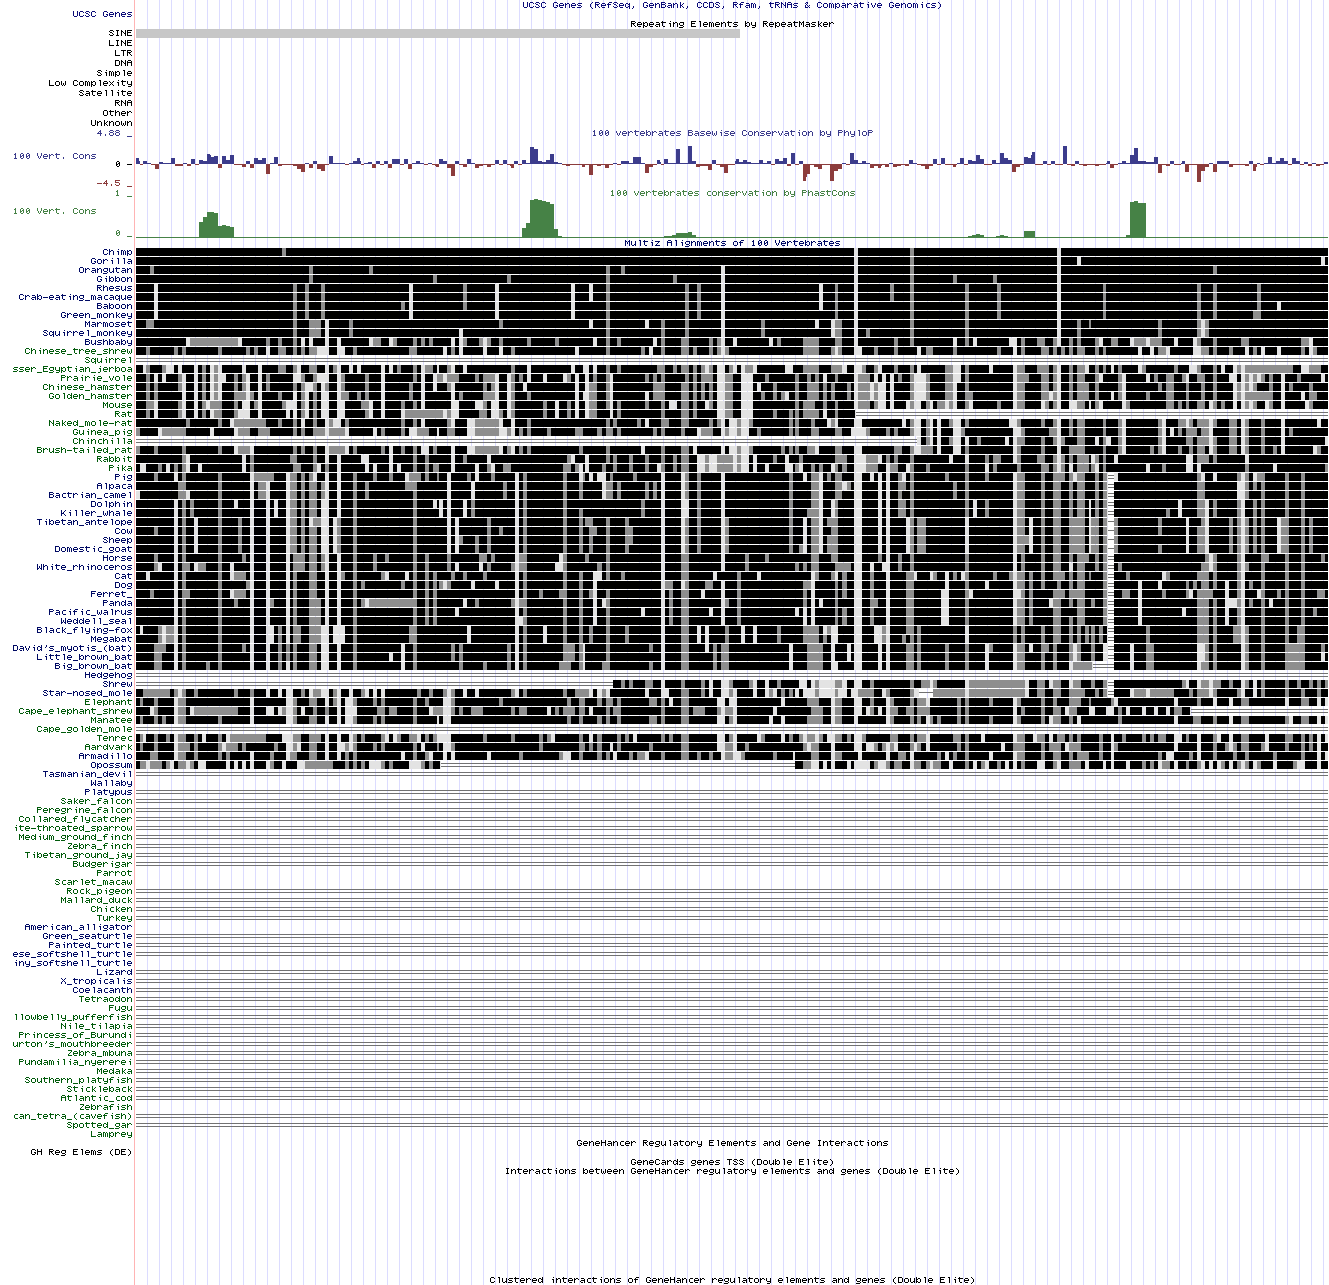 UCSC Genes (RefSeq, GenBank, CCDS, Rfam, tRNAs & Comparative Genomics)
UCSC Genes
Repeating Elements by RepeatMasker
SINE
LINE
LTR
DNA
Simple
Low Complexity
Satellite
RNA
Other
Unknown
4.88 _
100 vertebrates Basewise Conservation by PhyloP
100 Vert. Cons
0 _
-4.5 _
100 vertebrates conservation by PhastCons
1 _
100 Vert. Cons
0 _
Multiz Alignments of 100 Vertebrates
Chimp
Gorilla
Orangutan
Gibbon
Rhesus
Crab-eating_macaque
Baboon
Green_monkey
Marmoset
Squirrel_monkey
Bushbaby
Chinese_tree_shrew
Squirrel
sser_Egyptian_jerboa
Prairie_vole
Chinese_hamster
Golden_hamster
Mouse
Rat
Naked_mole-rat
Guinea_pig
Chinchilla
Brush-tailed_rat
Rabbit
Pika
Pig
Alpaca
Bactrian_camel
Dolphin
Killer_whale
Tibetan_antelope
Cow
Sheep
Domestic_goat
Horse
White_rhinoceros
Cat
Dog
Ferret_
Panda
Pacific_walrus
Weddell_seal
Black_flying-fox
Megabat
David's_myotis_(bat)
Little_brown_bat
Big_brown_bat
Hedgehog
Shrew
Star-nosed_mole
Elephant
Cape_elephant_shrew
Manatee
Cape_golden_mole
Tenrec
Aardvark
Armadillo
Opossum
Tasmanian_devil
Wallaby
Platypus
Saker_falcon
Peregrine_falcon
Collared_flycatcher
ite-throated_sparrow
Medium_ground_finch
Zebra_finch
Tibetan_ground_jay
Budgerigar
Parrot
Scarlet_macaw
Rock_pigeon
Mallard_duck
Chicken
Turkey
American_alligator
Green_seaturtle
Painted_turtle
ese_softshell_turtle
iny_softshell_turtle
Lizard
X_tropicalis
Coelacanth
Tetraodon
Fugu
llowbelly_pufferfish
Nile_tilapia
Princess_of_Burundi
urton's_mouthbreeder
Zebra_mbuna
Pundamilia_nyererei
Medaka
Southern_platyfish
Stickleback
Atlantic_cod
Zebrafish
can_tetra_(cavefish)
Spotted_gar
Lamprey
GeneHancer Regulatory Elements and Gene Interactions
GH Reg Elems (DE)
GeneCards genes TSS (Double Elite)
Interactions between GeneHancer regulatory elements and genes (Double Elite)
Clustered interactions of GeneHancer regulatory elements and genes (Double Elite)